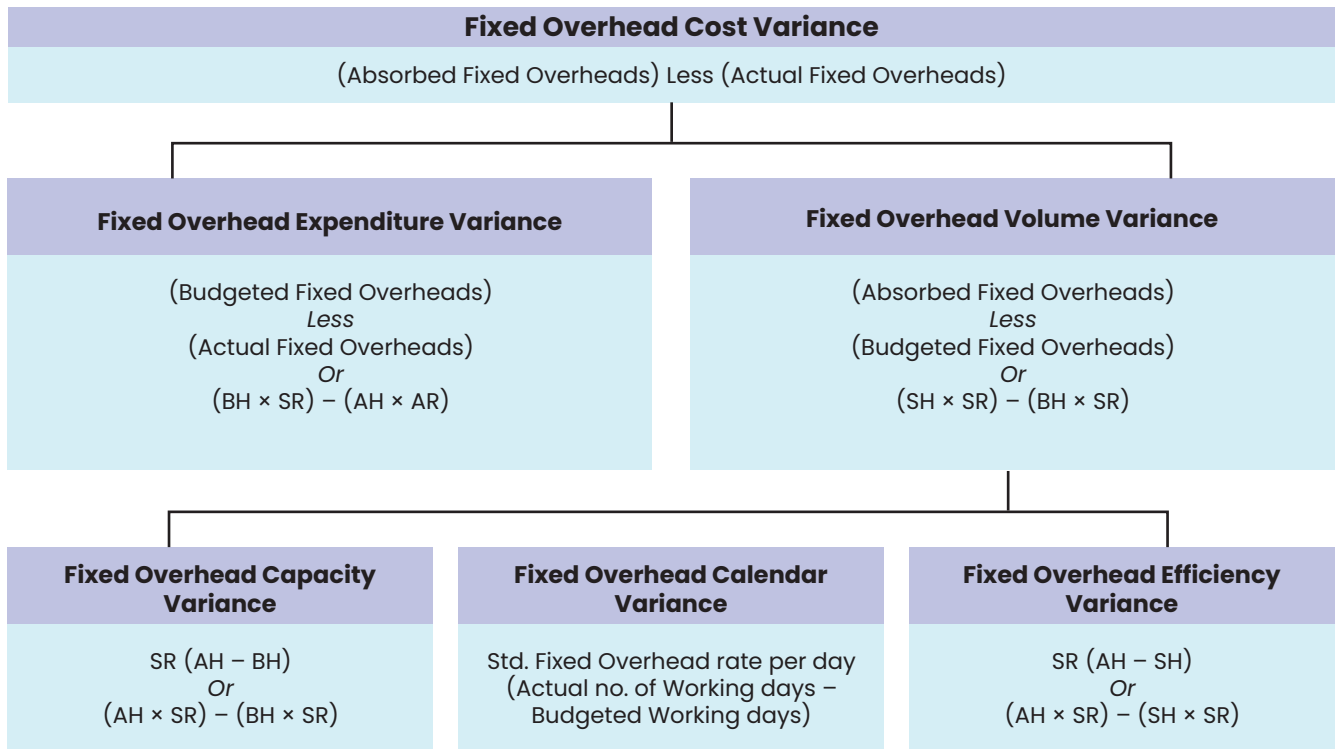 Fixed Overhead Cost Variance
(Absorbed Fixed Overheads) Less (Actual Fixed Overheads)
Fixed Overhead Expenditure Variance
(Budgeted Fixed Overheads)
Less
(Actual Fixed Overheads)
Or
(BH × SR) – (AH × AR)
Fixed Overhead Volume Variance
(Absorbed Fixed Overheads)
Less
(Budgeted Fixed Overheads)
Or
(SH × SR) – (BH × SR)
Fixed Overhead Capacity
Variance
SR (AH – BH)
Or
(AH × SR) – (BH × SR)
Fixed Overhead Calendar
Variance
Std. Fixed Overhead rate per day
(Actual no. of Working days –
Budgeted Working days)
Fixed Overhead Efficiency
Variance
SR (AH – SH)
Or
(AH × SR) – (SH × SR)